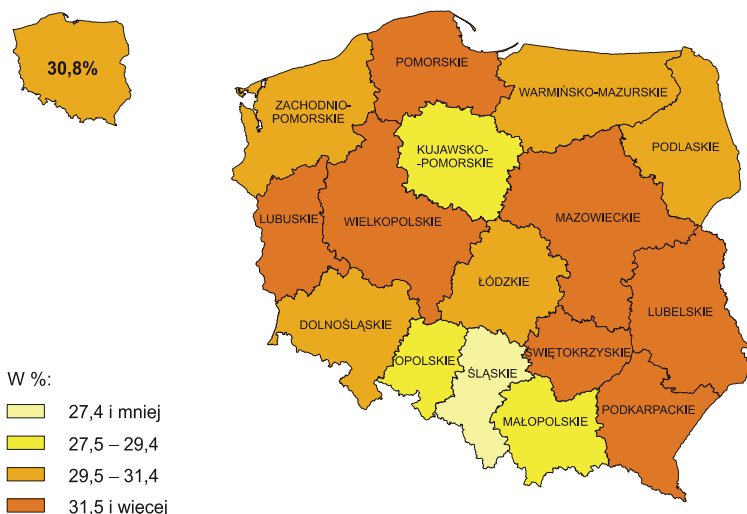 30,8%
POMORSKIE
ZACHODNIO-
POMORSKIE
WARMIŃSKO-MAZURSKIE
KUJAWSKO-
-POMORSKIE
PODLASKIE
LUBUSKIE
WIELKOPOLSKIE
MAZOWIECKIE
ŁÓDZKIE
LUBELSKIE
DOLNOŚLĄSKIE
OPOLSKIE
ŚLĄSKIE
ŚWIĘTOKRZYSKIE
MAŁOPOLSKIE
PODKARPACKIE
W %:
27,4 i mniej
27,5 – 29,4
29,5 – 31,4
31,5 i wiecej